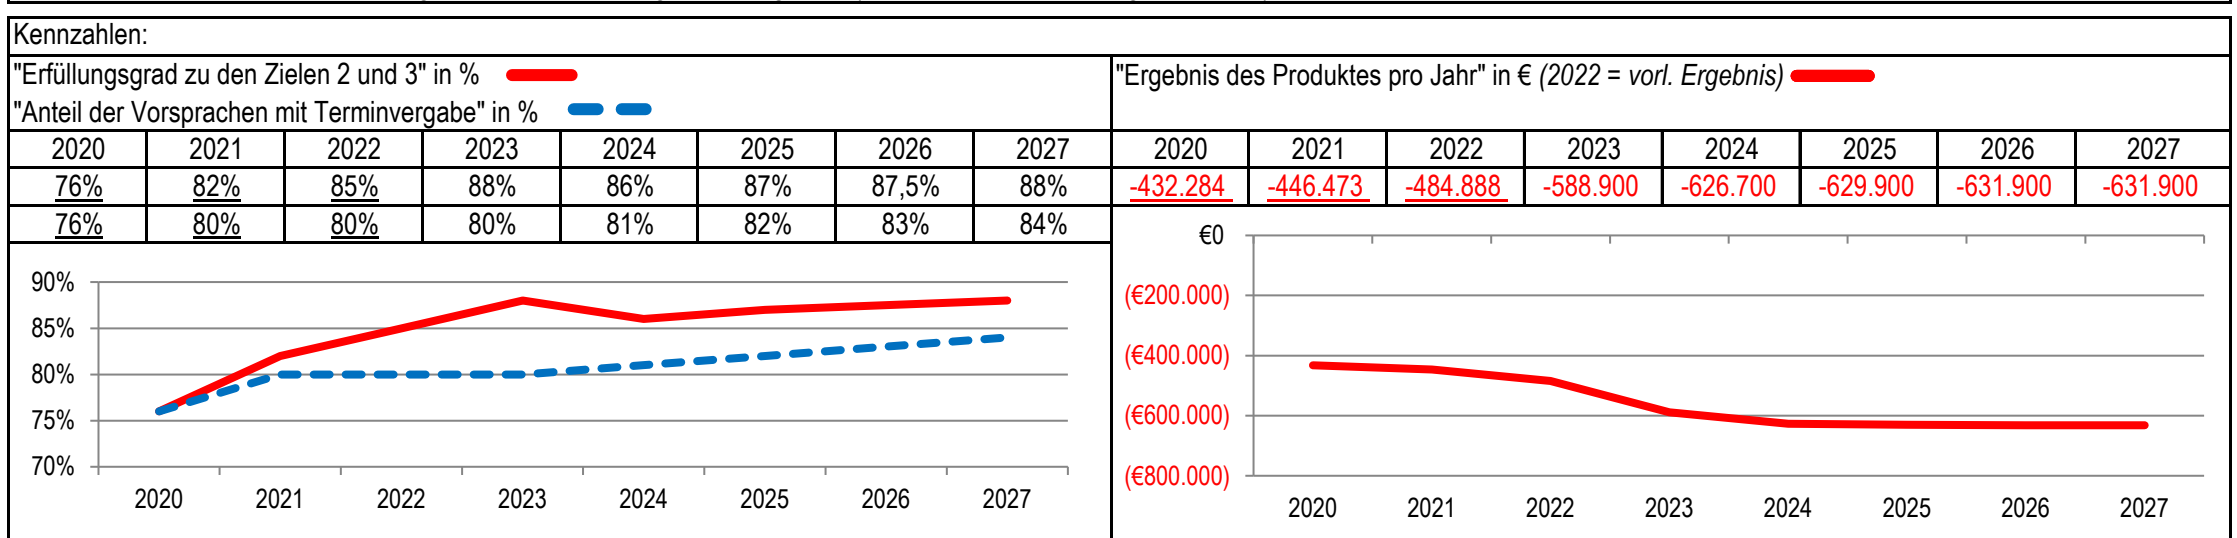 Kennzahlen:
"Erfüllungsgrad zu den Zielen 2 und 3" in %
"Anteil der Vorsprachen mit Terminvergabe" in %
2020 2021 2022 2023 2024 2025 2026 2027
76% 82% 85% 88% 86% 87% 87,5% 88%
76% 80% 80% 80% 81% 82% 83% 84%
90%
85%
80%
75%
70%
2020 2021 2022 2023 2024 2025 2026 2027
"Ergebnis des Produktes pro Jahr" in € (2022 = vorl. Ergebnis)
2020 2021 2022 2023 2024 2025 2026 2027
-432.284 -446.473 -484.888 -588.900 -626.700 -629.900 -631.900 -631.900
€0
(€200.000)
(€400.000)
(€600.000)
(€800.000)
2020 2021 2022 2023 2024 2025 2026 2027